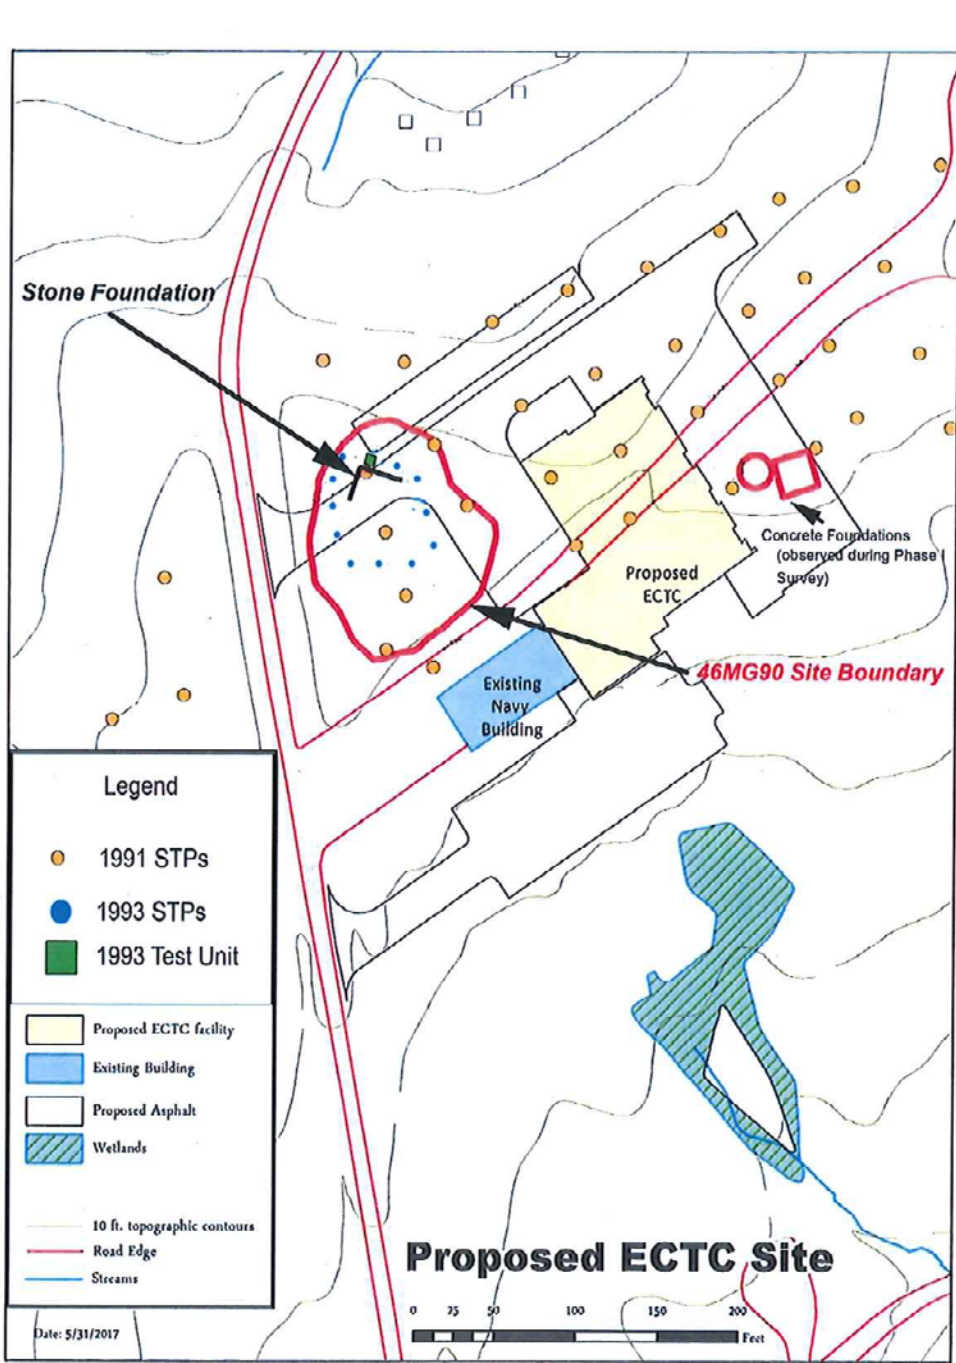 Stone Foundation
Concrete Foundations
(observed during Phase I
Survey)
Proposed
ECTC
46MG90 Site Boundary
Existing
Navy
Building
Legend
1991 STPs
1993 STPs
1993 Test Unit
Proposed ECTC facility
Existing Building
Proposed Asphalt
Wetlands
10 ft. topographic contours
Road Edge
Streams
Proposed ECTC Site
0 25 50 100 150 200
Feet
Date: 5/31/2017